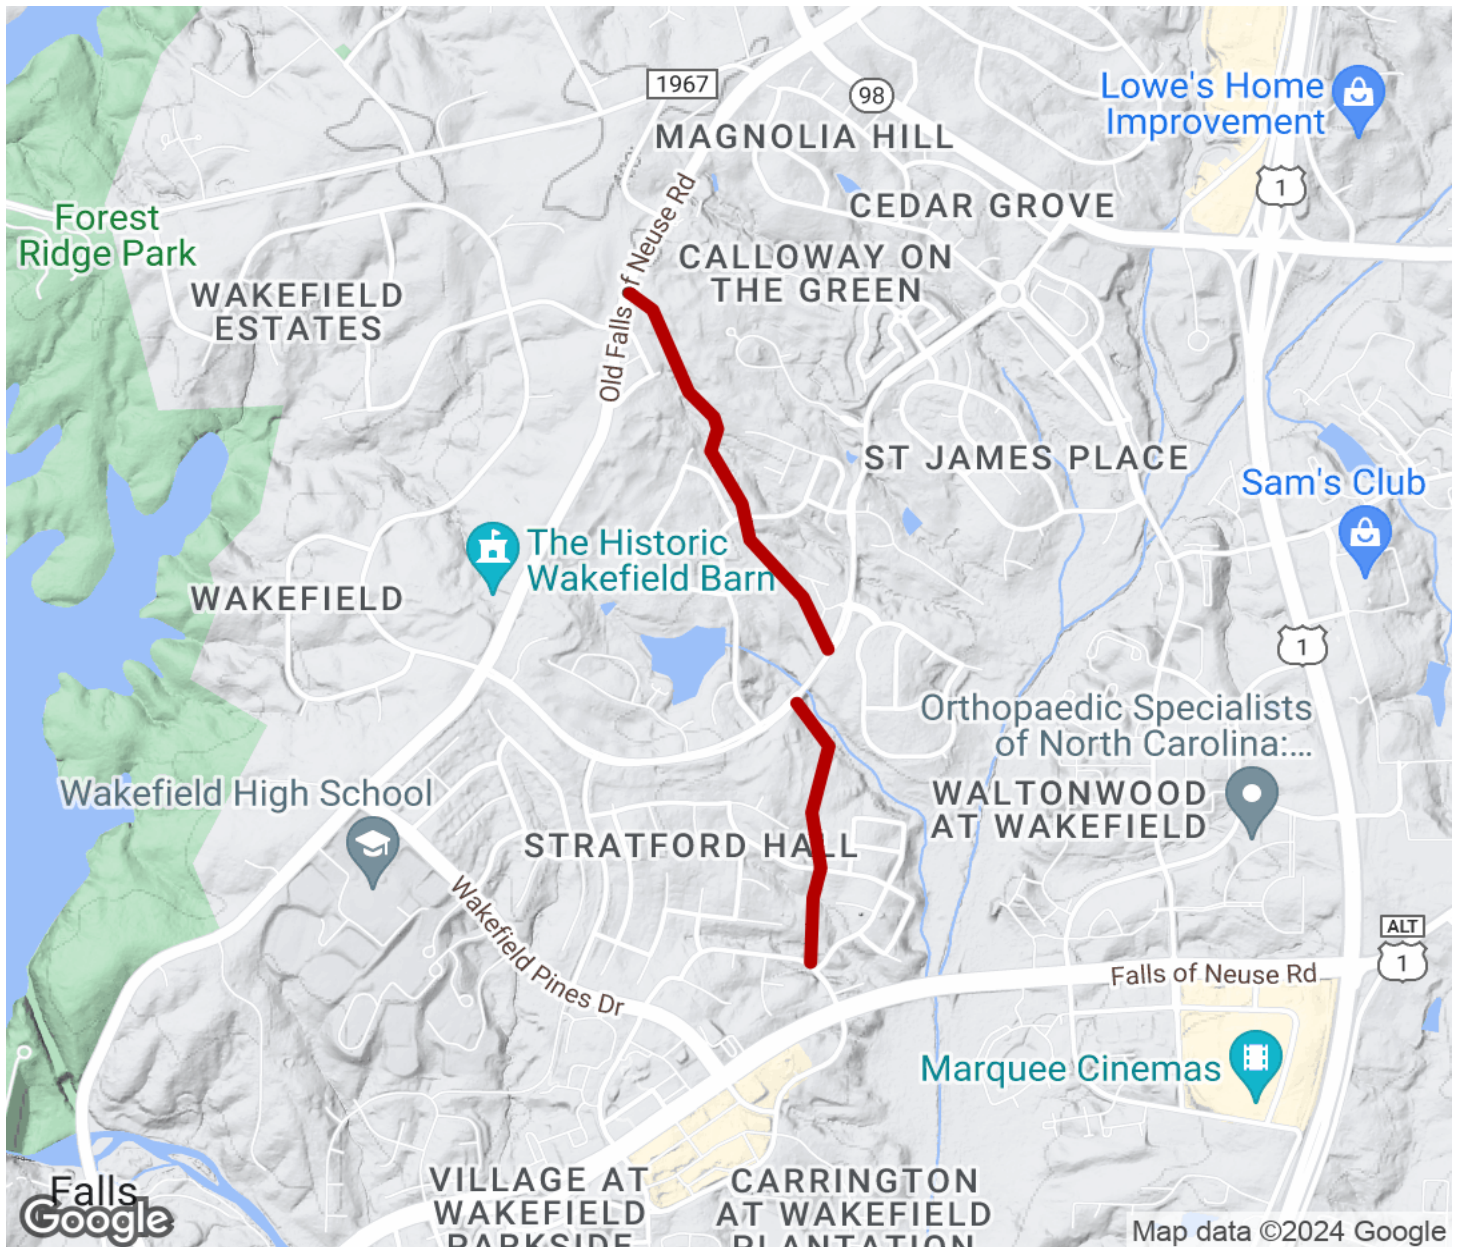 1967
98
MAGNOLIA HILL
Lowe's Home
Improvement
1
CEDAR GROVE
Forest
Ridge Park
Old Falls of Neuse Rd
CALLOWAY ON
THE GREEN
WAKEFIELD
ESTATES
ST JAMES PLACE
Sam's Club
The Historic
Wakefield Barn
WAKEFIELD
1
Orthopaedic Specialists
of North Carolina:...
Wakefield High School
WALTONWOOD
AT WAKEFIELD
STRATFORD HALL
Wakefield Pines Dr
ALT
1
Falls of Neuse Rd
Marquee Cinemas
VILLAGE AT
WAKEFIELD
PARKSIDE
CARRINGTON
AT WAKEFIELD
PLANTATION
Falls
Google
Map data ©2024 Google